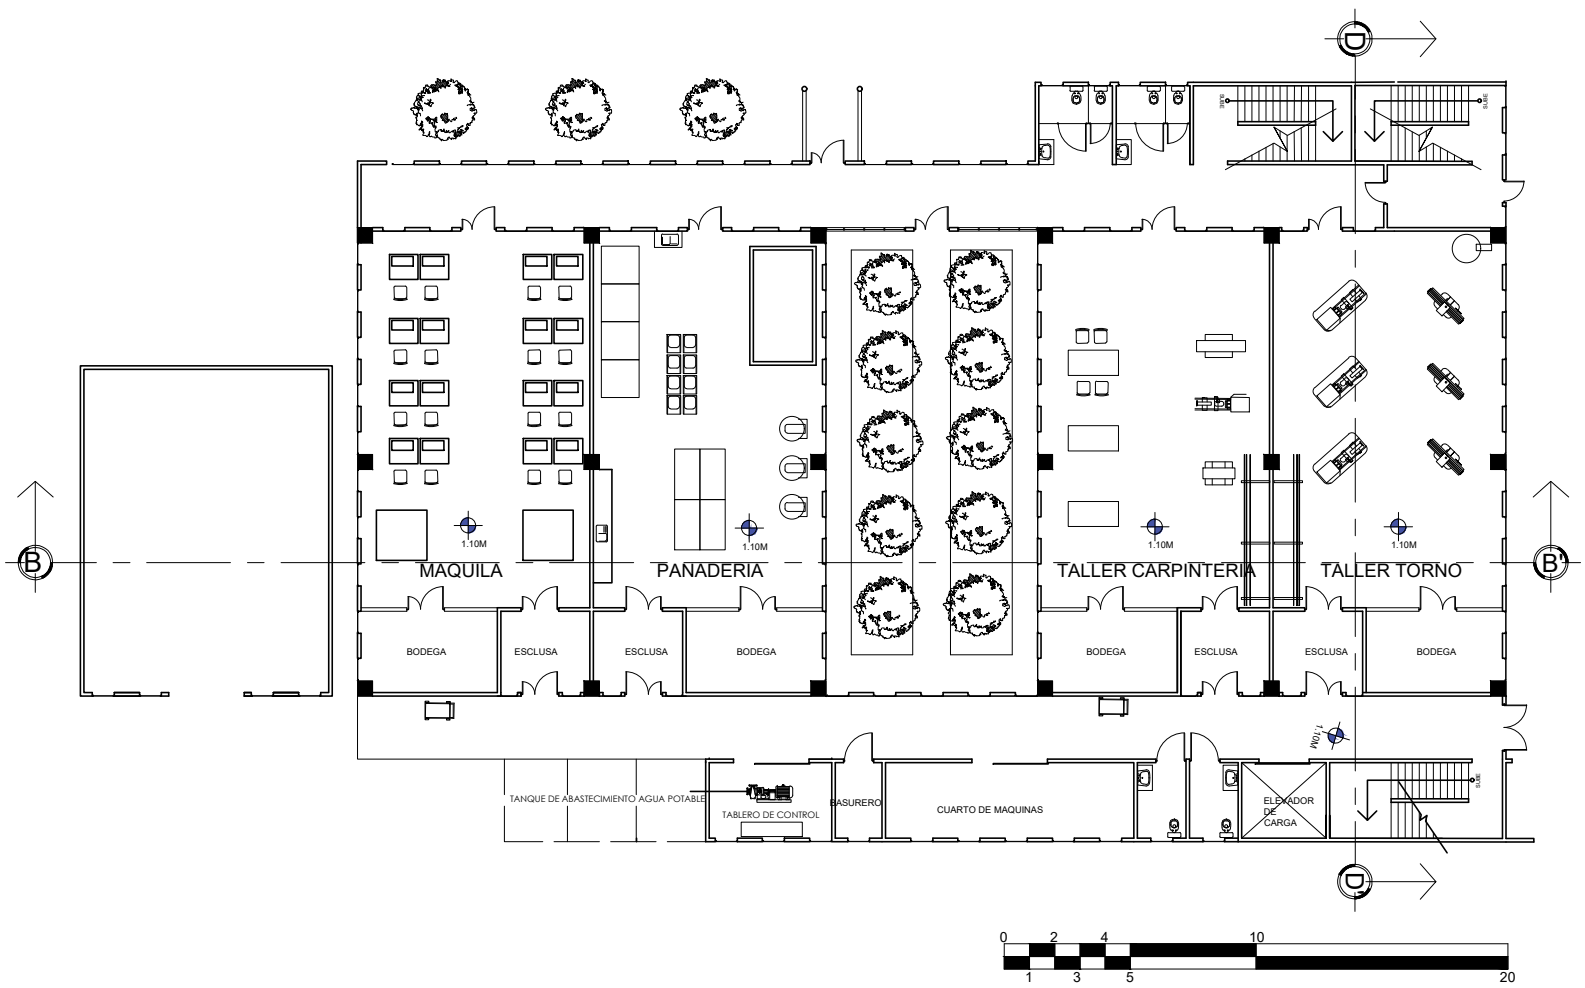 D
SUBE
SUBE
B
B'
1.10M
1.10M
1.10M
1.10M
MAQUILA
PANADERIA
TALLER CARPINTERIA
TALLER TORNO
BODEGA
ESCLUSA
ESCLUSA
BODEGA
BODEGA
ESCLUSA
ESCLUSA
BODEGA
1.10M
SUBE
TANQUE DE ABASTECIMIENTO AGUA POTABLE
TABLERO DE CONTROL
BASURERO
CUARTO DE MAQUINAS
ELEVADOR
DE
CARGA
D'
0 2 4 10
1 3 5 20